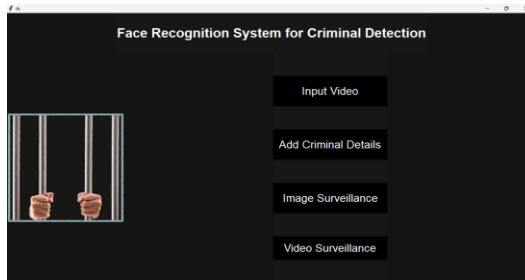 Face Recognition System for Criminal Detection
Input Video
Add Criminal Details
Image Surveillance
Video Surveillance